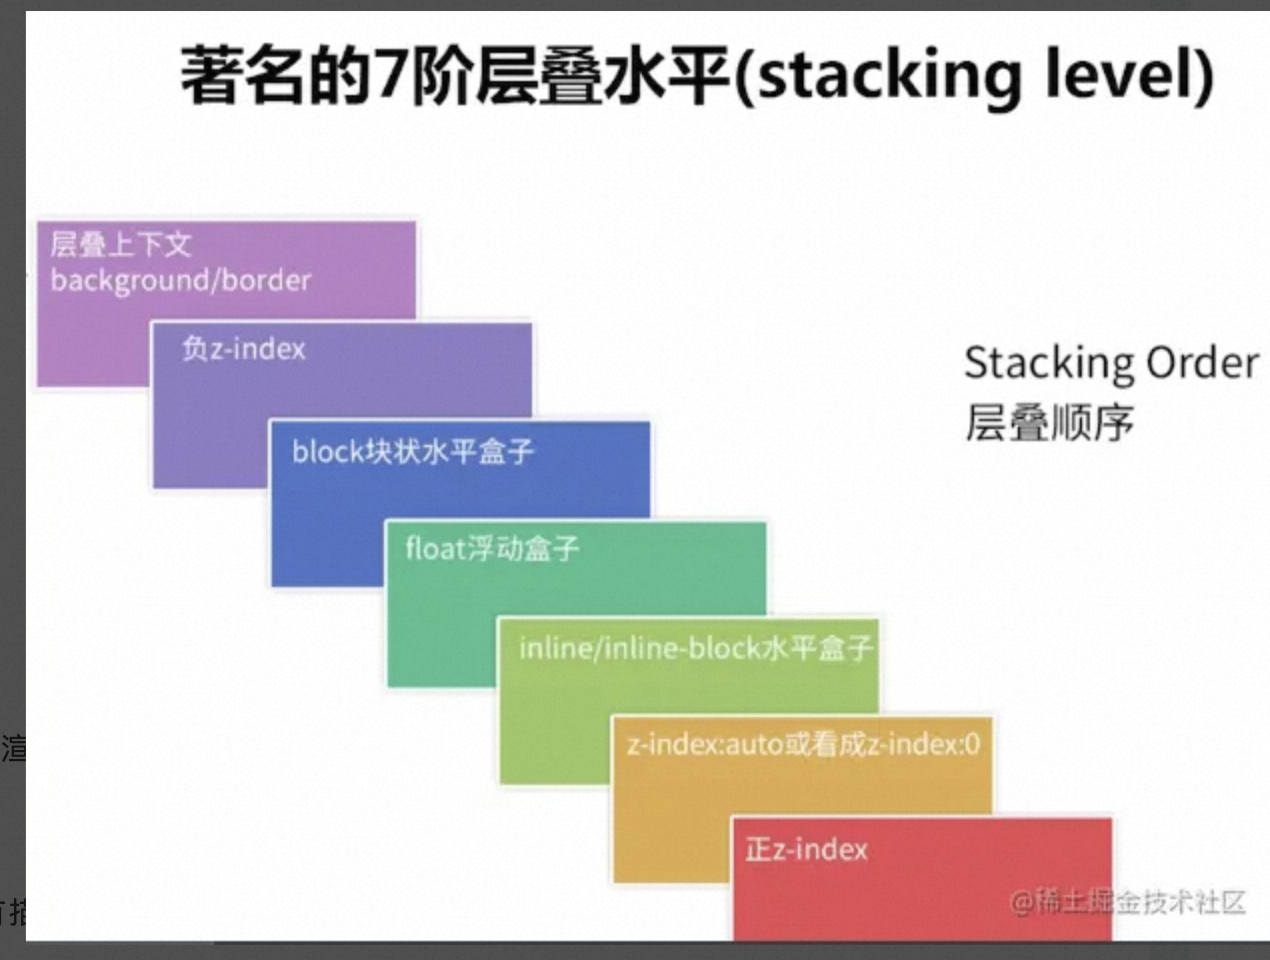 著名的7阶层叠水平(stacking level)
层叠上下文
background/border
负z-index
block块状水平盒子
Stacking Order
层叠顺序
float浮动盒子
inline/inline-block水平盒子
z-index:auto或看成z-index:0
渲
正z-index
@稀土掘金技术社区